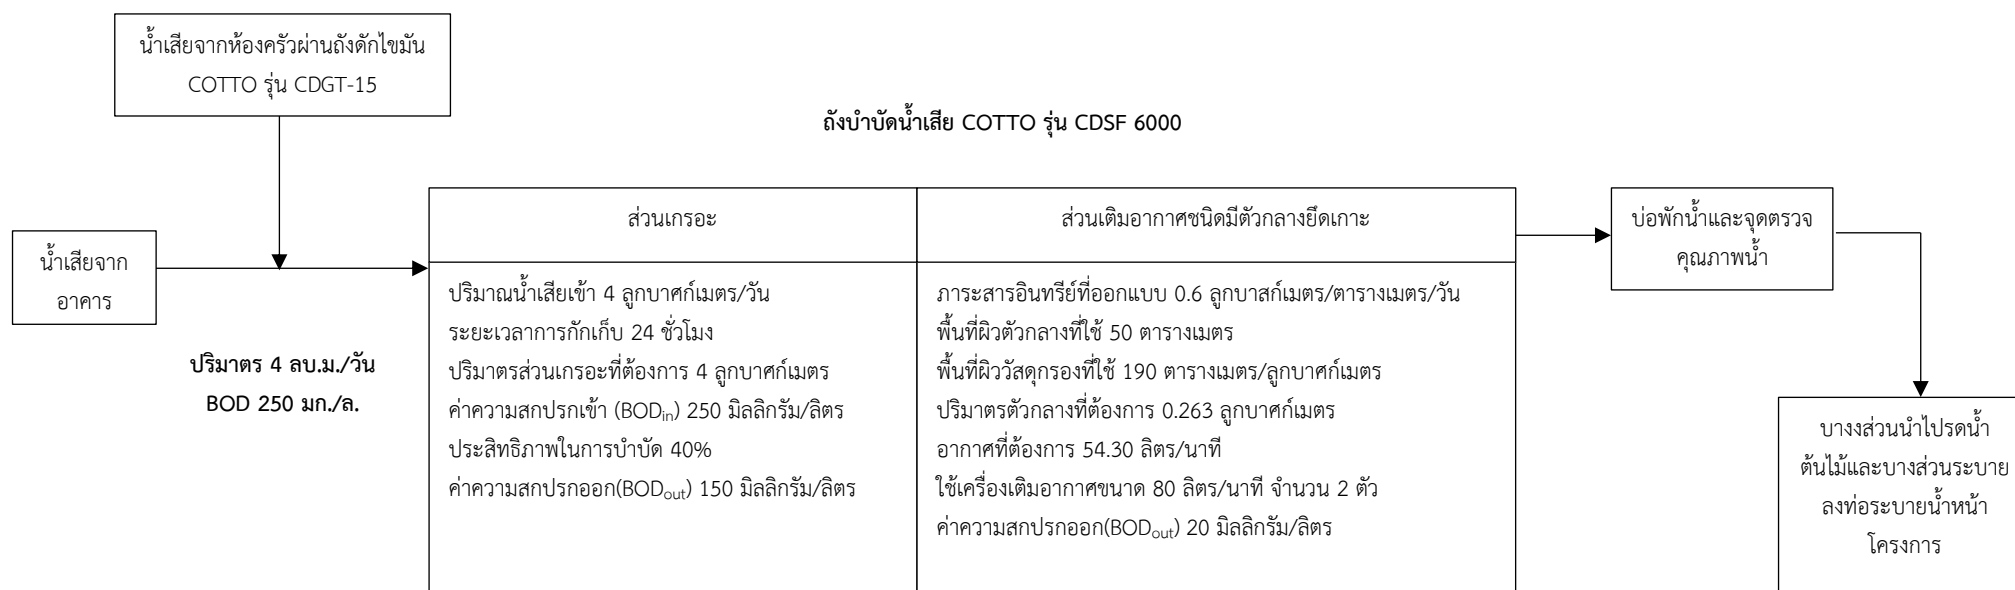 น้ำเสียจากห้องครัวผ่านถังดักไขมัน
COTTO รุ่น CDGT-15
ถังบำบัดน้ำเสีย COTTO รุ่น CDSF 6000
น้ำเสียจาก
อาคาร
ปริมาตร 4 ลบ.ม./วัน
BOD 250 มก./ล.
ส่วนเกรอะ
ปริมาณน้ำเสียเข้า 4 ลูกบาศก์เมตร/วัน
ระยะเวลาการกักเก็บ 24 ชั่วโมง
ปริมาตรส่วนเกรอะที่ต้องการ 4 ลูกบาศก์เมตร
ค่าความสกปรกเข้า (BODin) 250 มิลลิกรัม/ลิตร
ประสิทธิภาพในการบำบัด 40%
ค่าความสกปรกออก(BODout) 150 มิลลิกรัม/ลิตร
ส่วนเติมอากาศชนิดมีตัวกลางยึดเกาะ
ภาระสารอินทรีย์ที่ออกแบบ 0.6 ลูกบาสก์เมตร/ตารางเมตร/วัน
พื้นที่ผิวตัวกลางที่ใช้ 50 ตารางเมตร
พื้นที่ผิววัสดุกรองที่ใช้ 190 ตารางเมตร/ลูกบาศก์เมตร
ปริมาตรตัวกลางที่ต้องการ 0.263 ลูกบาศก์เมตร
อากาศที่ต้องการ 54.30 ลิตร/นาที
ใช้เครื่องเติมอากาศขนาด 80 ลิตร/นาที จำนวน 2 ตัว
ค่าความสกปรกออก(BODout) 20 มิลลิกรัม/ลิตร
บ่อพักน้ำและจุดตรวจ
คุณภาพน้ำ
บางงส่วนนำไปรดน้ำ
ต้นไม้และบางส่วนระบาย
ลงท่อระบายน้ำหน้า
โครงการ